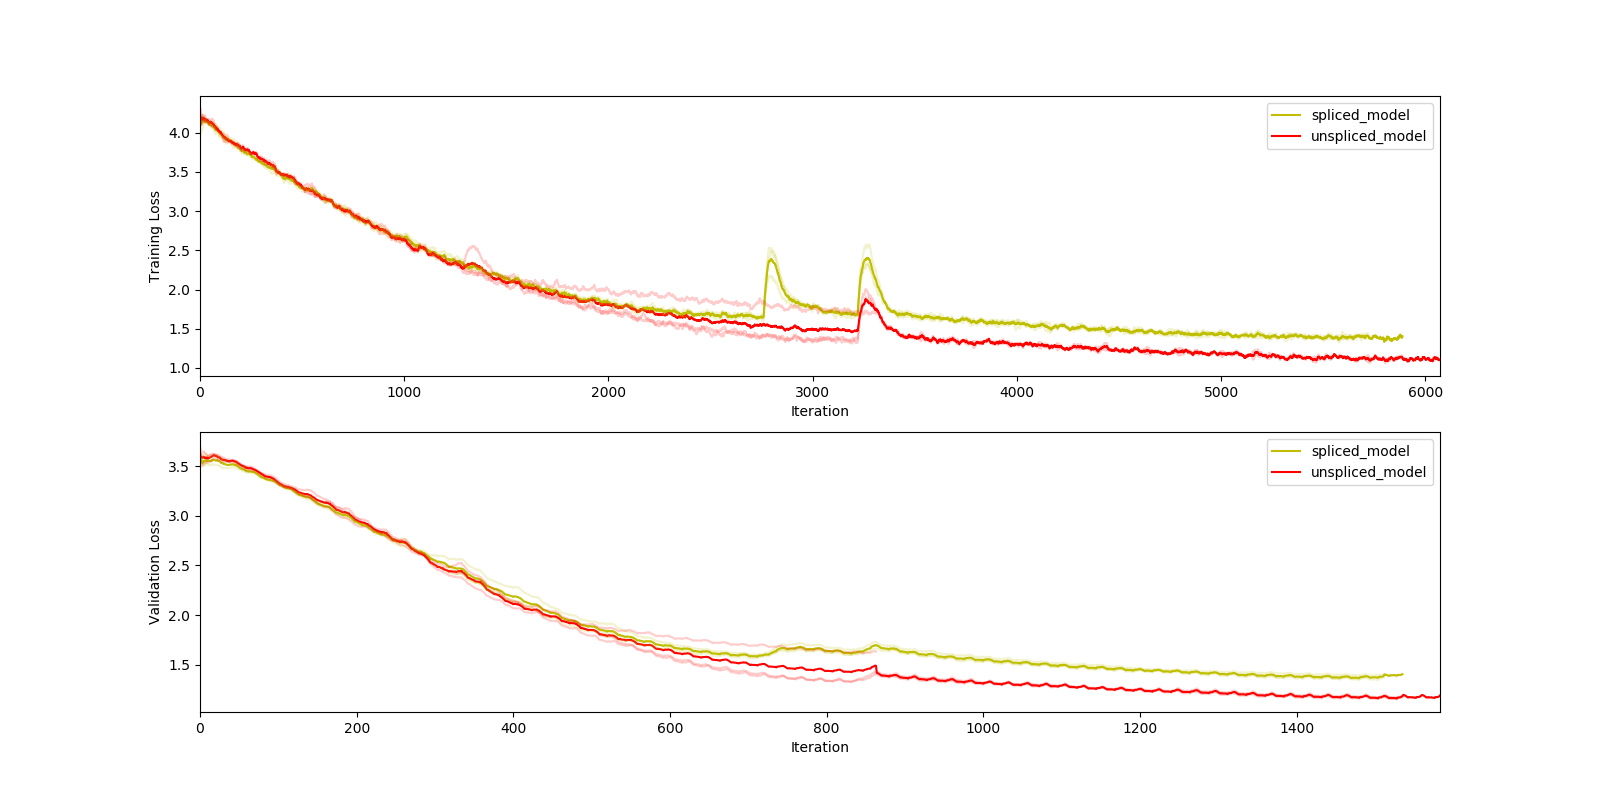 4.0
3.5
3.0
2.5
2.0
1.5
1.0
Training Loss
spliced_model
unspliced_model
0 1000 2000 3000 4000 5000 6000
Iteration
3.5
3.0
2.5
2.0
1.5
Validation Loss
spliced_model
unspliced_model
0 200 400 600 800 1000 1200 1400
Iteration